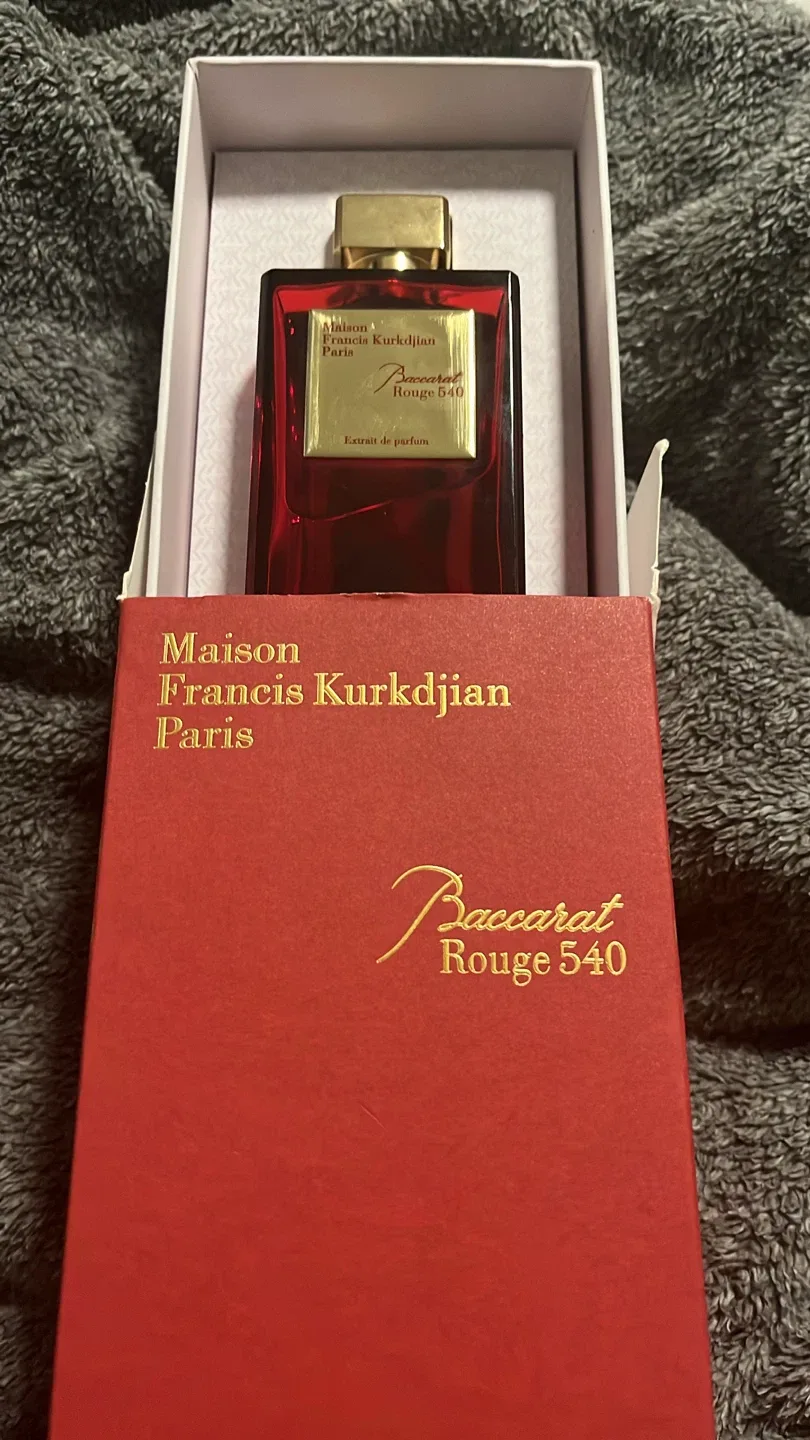 Maison
Francis Kurkdjian
Paris
Baccarat
Rouge 540
Extrait de parfum
Maison
Francis Kurkdjian
Paris
Baccarat
Rouge 540